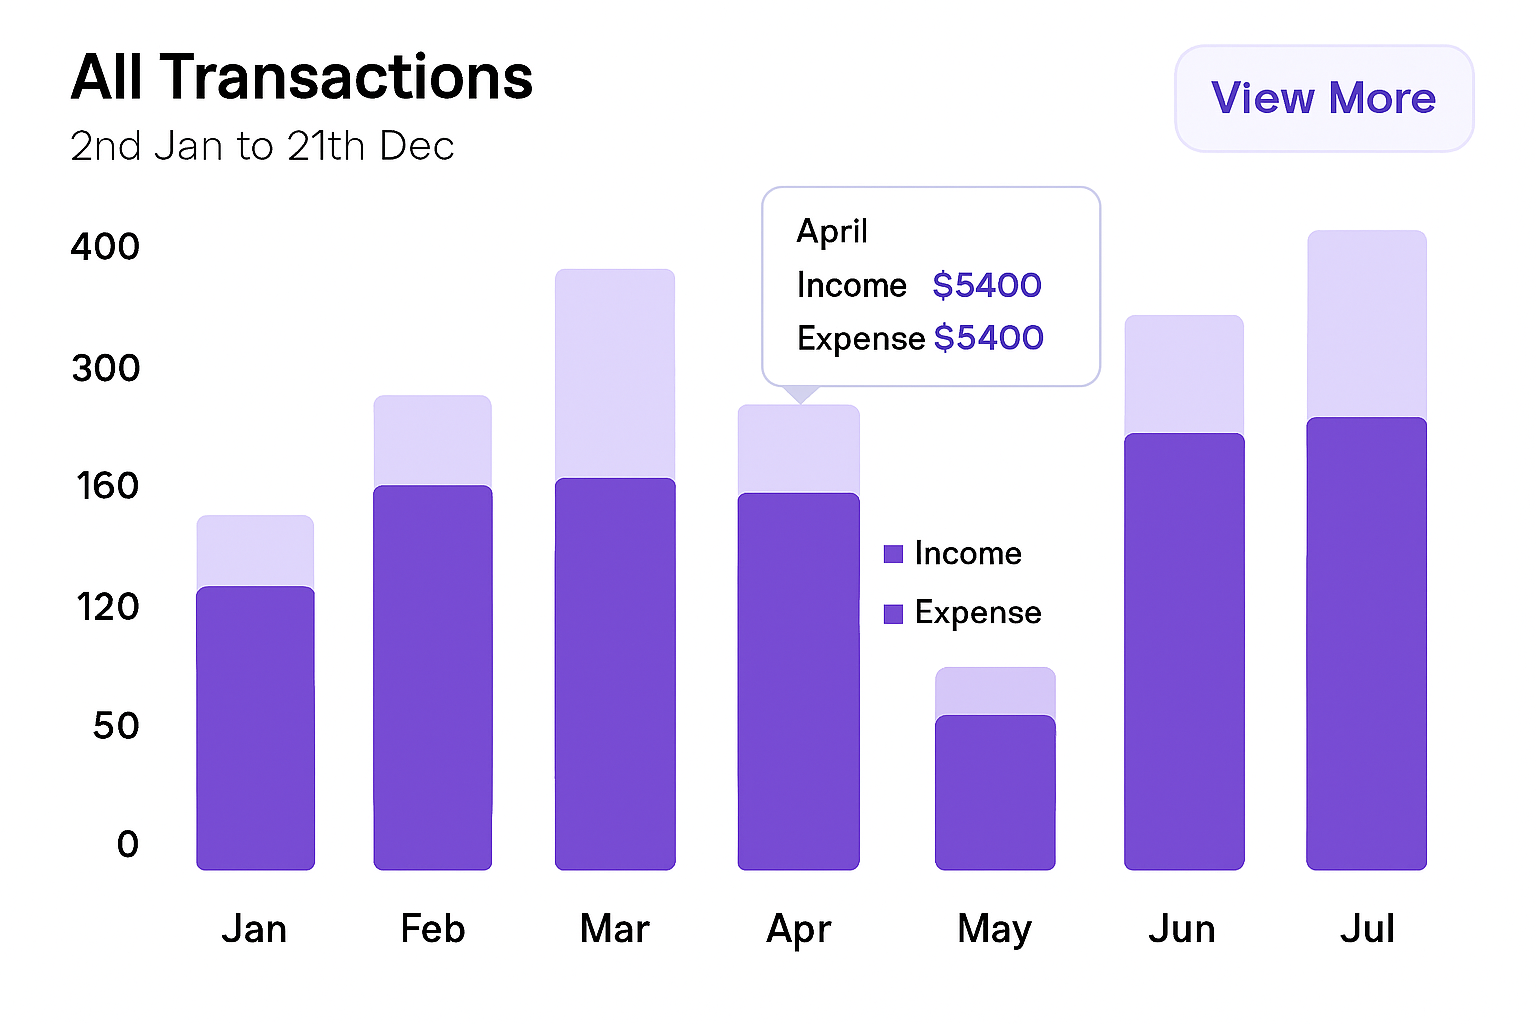 All Transactions
2nd Jan to 21th Dec
View More
April
Income $5400
Expense $5400
400
300
160
120
50
0
Income
Expense
Jan Feb Mar Apr May Jun Jul